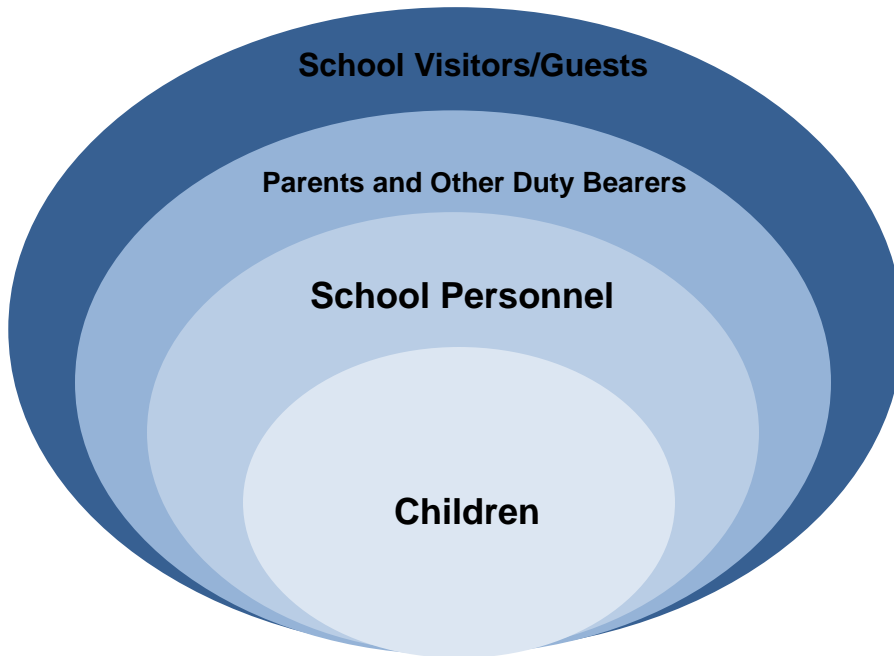 School Visitors/Guests
Parents and Other Duty Bearers
School Personnel
Children